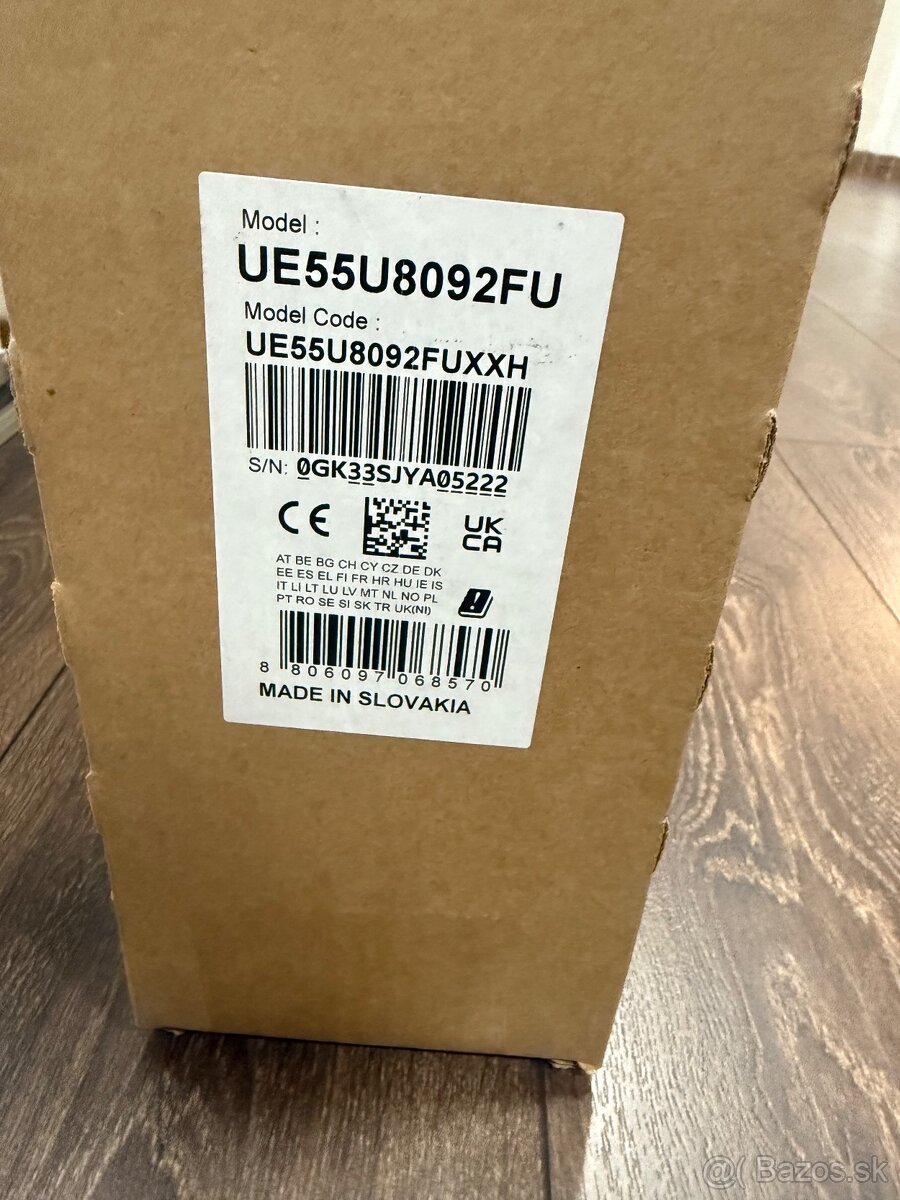 Model :
UE55U8092FU
Model Code :
UE55U8092FUXXH
S/N: 0GK33SJYA05222
CE
UK
CA
AT BE BG CH CY CZ DE DK
EE ES EL FI FR HR HU IE IS
IT LI LT LU LV MT NL NO PL
PT RO SE SI SK TR UK(NI)
8 806097 068570
MADE IN SLOVAKIA
@( Bazos.sk